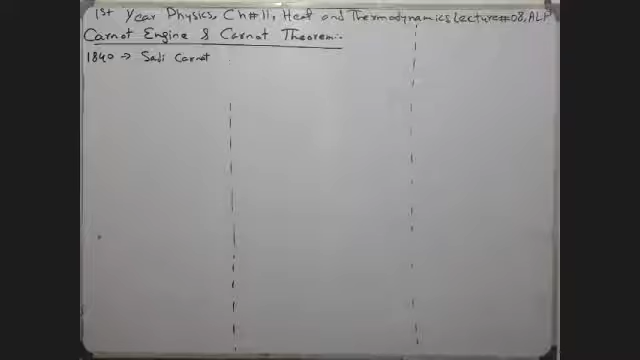 1st Year Physics, Ch#11, Heat and Thermodynamics Lecture#08, ALP
Carnot Engine & Carnot Theorem:-
1840 → Sadi Carnot